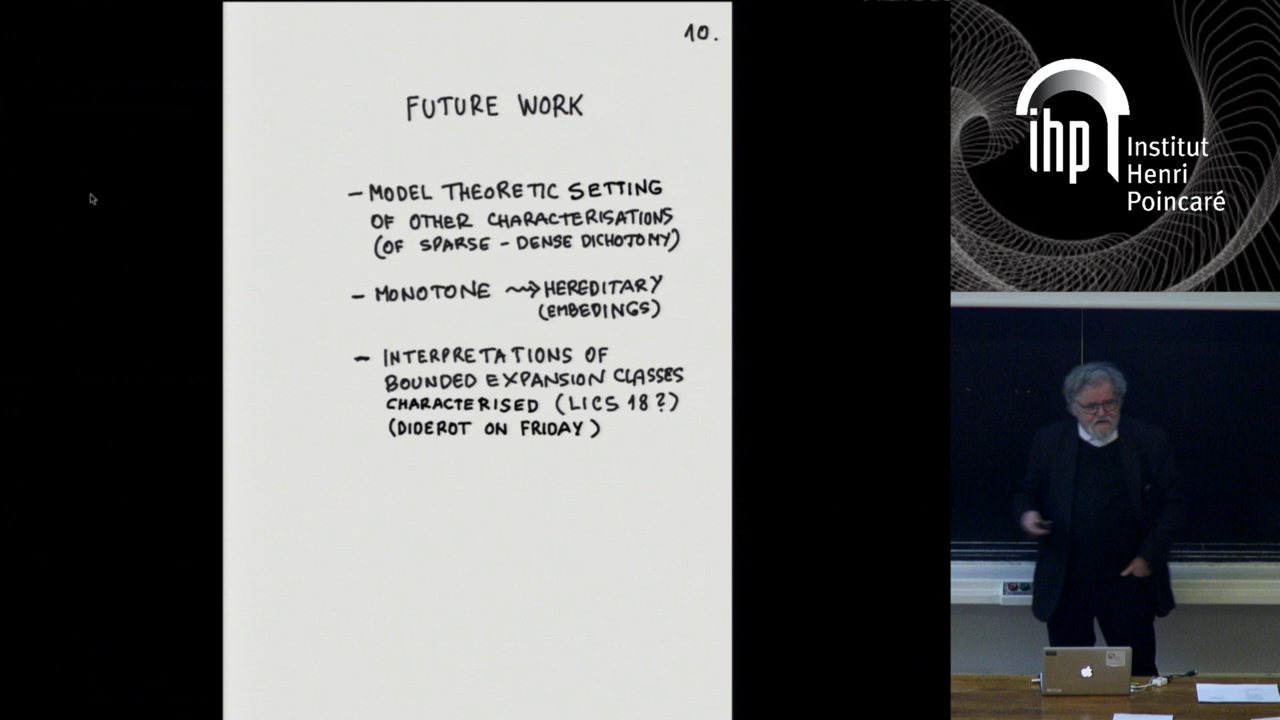 10.
FUTURE WORK
– MODEL THEORETIC SETTING
OF OTHER CHARACTERISATIONS
(OF SPARSE – DENSE DICHOTOMY)
– MONOTONE ⇝ HEREDITARY
(EMBEDINGS)
– INTERPRETATIONS OF
BOUNDED EXPANSION CLASSES
CHARACTERISED (LICS 18?)
(DIDEROT ON FRIDAY)
ihp
Institut
Henri
Poincaré